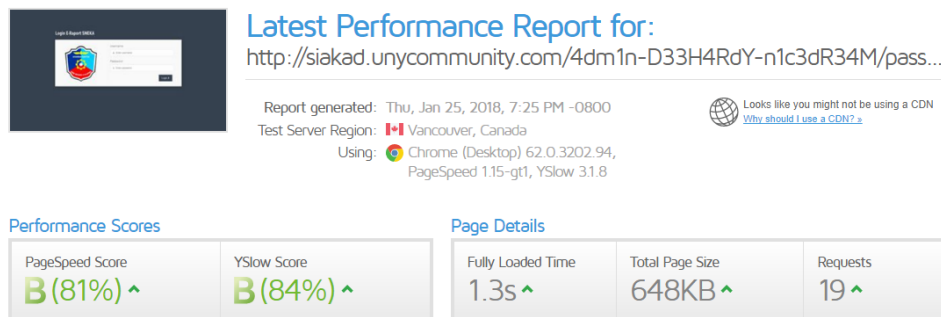 Latest Performance Report for:
http://siakad.unycommunity.com/4dm1n-D33H4RdY-n1c3dR34M/pass...
Report generated: Thu, Jan 25, 2018, 7:25 PM -0800
Test Server Region: Vancouver, Canada
Using: Chrome (Desktop) 62.0.3202.94,
PageSpeed 1.15-gt1, YSlow 3.1.8
Looks like you might not be using a CDN
Why should I use a CDN? »
Performance Scores
PageSpeed Score
B (81%)
YSlow Score
B (84%)
Page Details
Fully Loaded Time
1.3s
Total Page Size
648KB
Requests
19